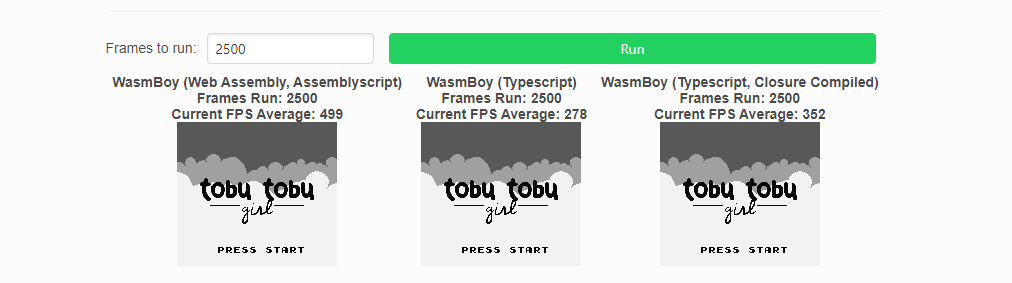 Frames to run: 2500 Run
WasmBoy (Web Assembly, Assemblyscript)
Frames Run: 2500
Current FPS Average: 499
tobu tobu
girl
PRESS START
WasmBoy (Typescript)
Frames Run: 2500
Current FPS Average: 278
tobu tobu
girl
PRESS START
WasmBoy (Typescript, Closure Compiled)
Frames Run: 2500
Current FPS Average: 352
tobu tobu
girl
PRESS START